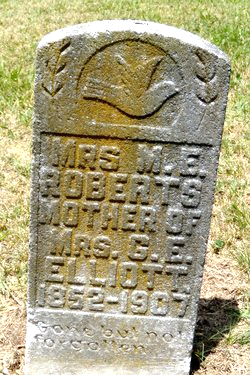 MRS M. E.
ROBERTS
MOTHER OF
MRS. G. E.
ELLIOTT
1852-1907
Gone but not
forgotten